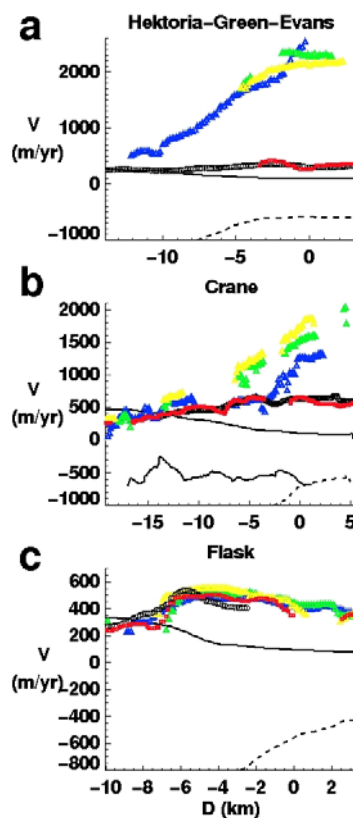 a
Hektoria-Green-Evans
2000
V
1000
(m/yr)
0
-1000
-10 -5 0
b
Crane
2000
1500
V
1000
(m/yr)
500
0
-500
-1000
-15 -10 -5 0 5
c
Flask
600
400
V
200
(m/yr)
0
-200
-400
-600
-800
-10 -8 -6 -4 -2 0 2
D (km)